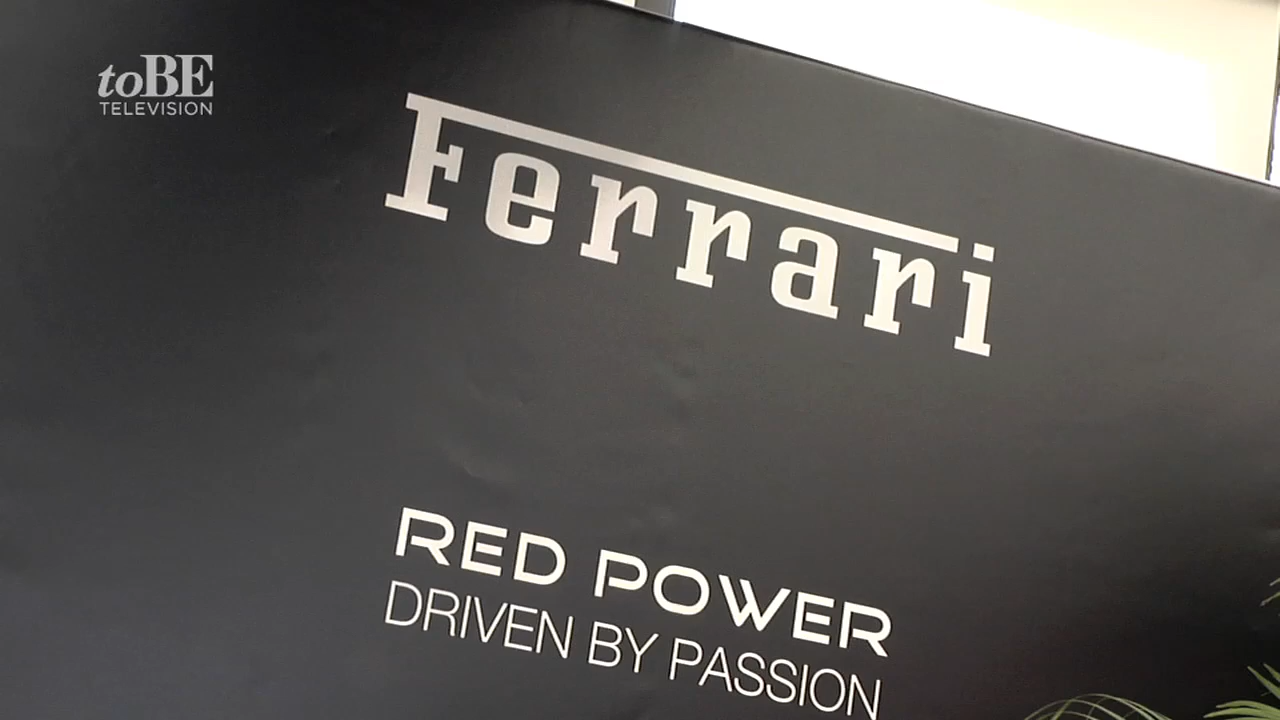 toBE
TELEVISION
Ferrari
RED POWER
DRIVEN BY PASSION